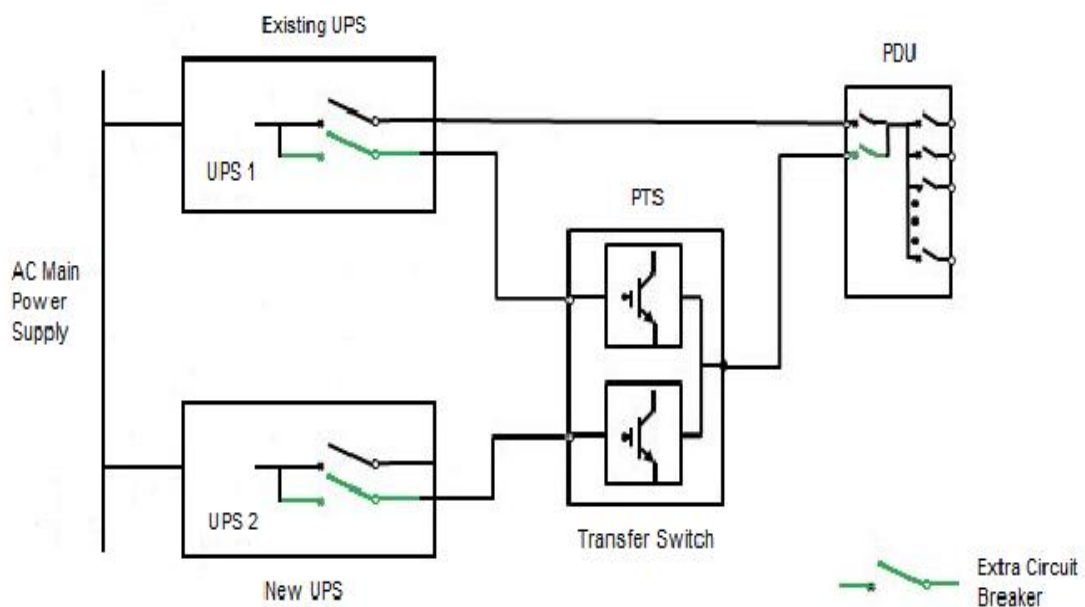 Existing UPS
PDU
UPS 1
PTS
AC Main
Power
Supply
UPS 2
Transfer Switch
New UPS
Extra Circuit
Breaker